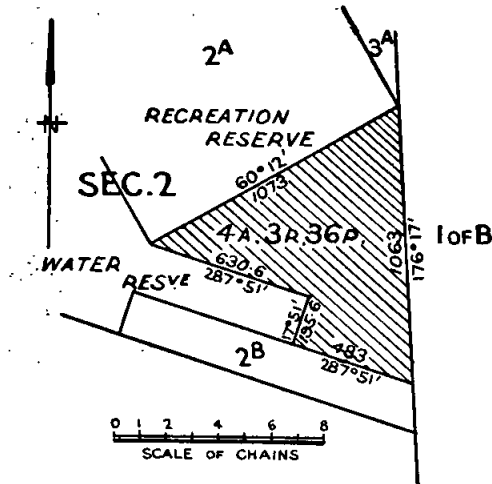 2A
3A
N
RECREATION
RESERVE
SEC. 2
60°12'
1073
4A. 3R. 36P.
1 OF B
1063
176°17'
WATER
RESVE
630·6
287°51'
17°51'
195·6
483
287°51'
2B
0 1 2 4 6 8
SCALE OF CHAINS